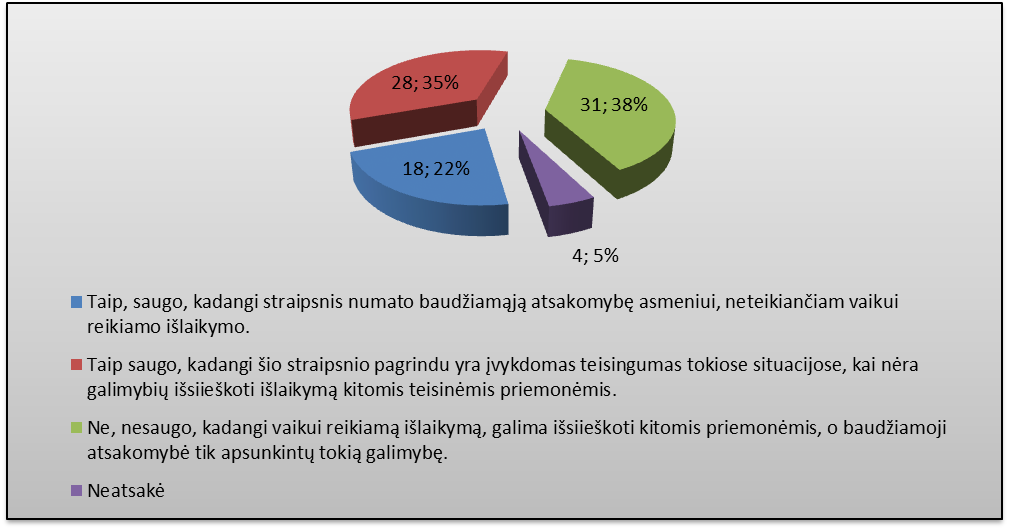 28; 35%
31; 38%
18; 22%
4; 5%
Taip, saugo, kadangi straipsnis numato baudžiamąją atsakomybę asmeniui, neteikiančiam vaikui
reikiamo išlaikymo.
Taip saugo, kadangi šio straipsnio pagrindu yra įvykdomas teisingumas tokiose situacijose, kai nėra
galimybių išsiieškoti išlaikymą kitomis teisinėmis priemonėmis.
Ne, nesaugo, kadangi vaikui reikiamą išlaikymą, galima išsiieškoti kitomis priemonėmis, o baudžiamoji
atsakomybė tik apsunkintų tokią galimybę.
Neatsakė